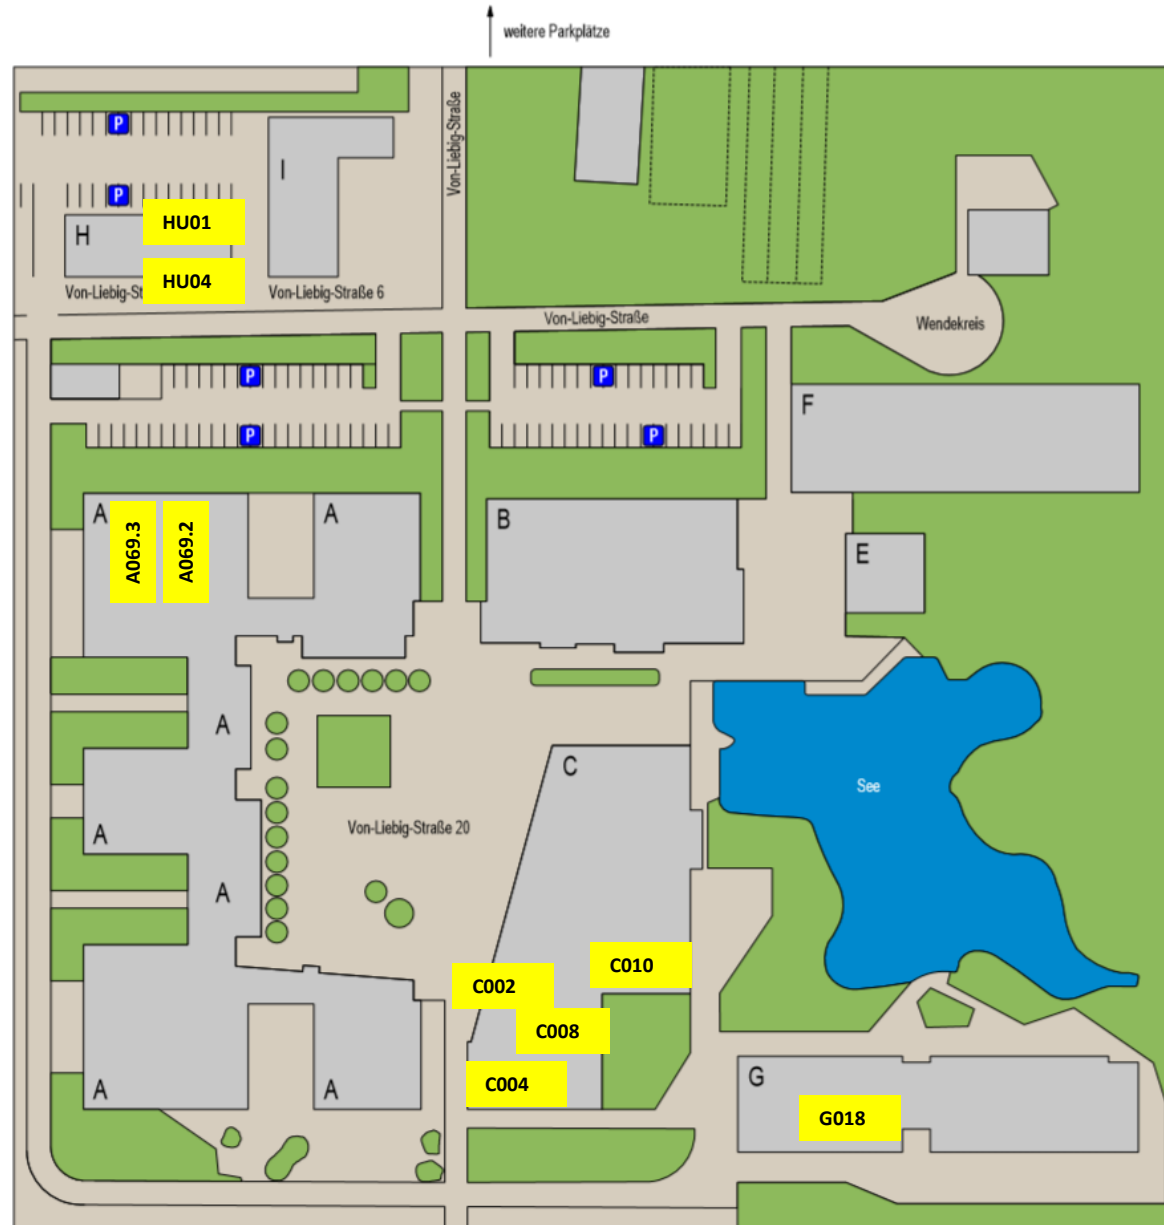 weitere Parkplätze
Von-Liebig-Straße
P
I
P
HU01
H
HU04
Von-Liebig-St
Von-Liebig-Straße 6
Von-Liebig-Straße
Wendekreis
P
P
F
P
P
A
A069.3
A069.2
A
B
E
A
C
See
Von-Liebig-Straße 20
A
A
C010
C002
C008
G
C004
A
A
G018